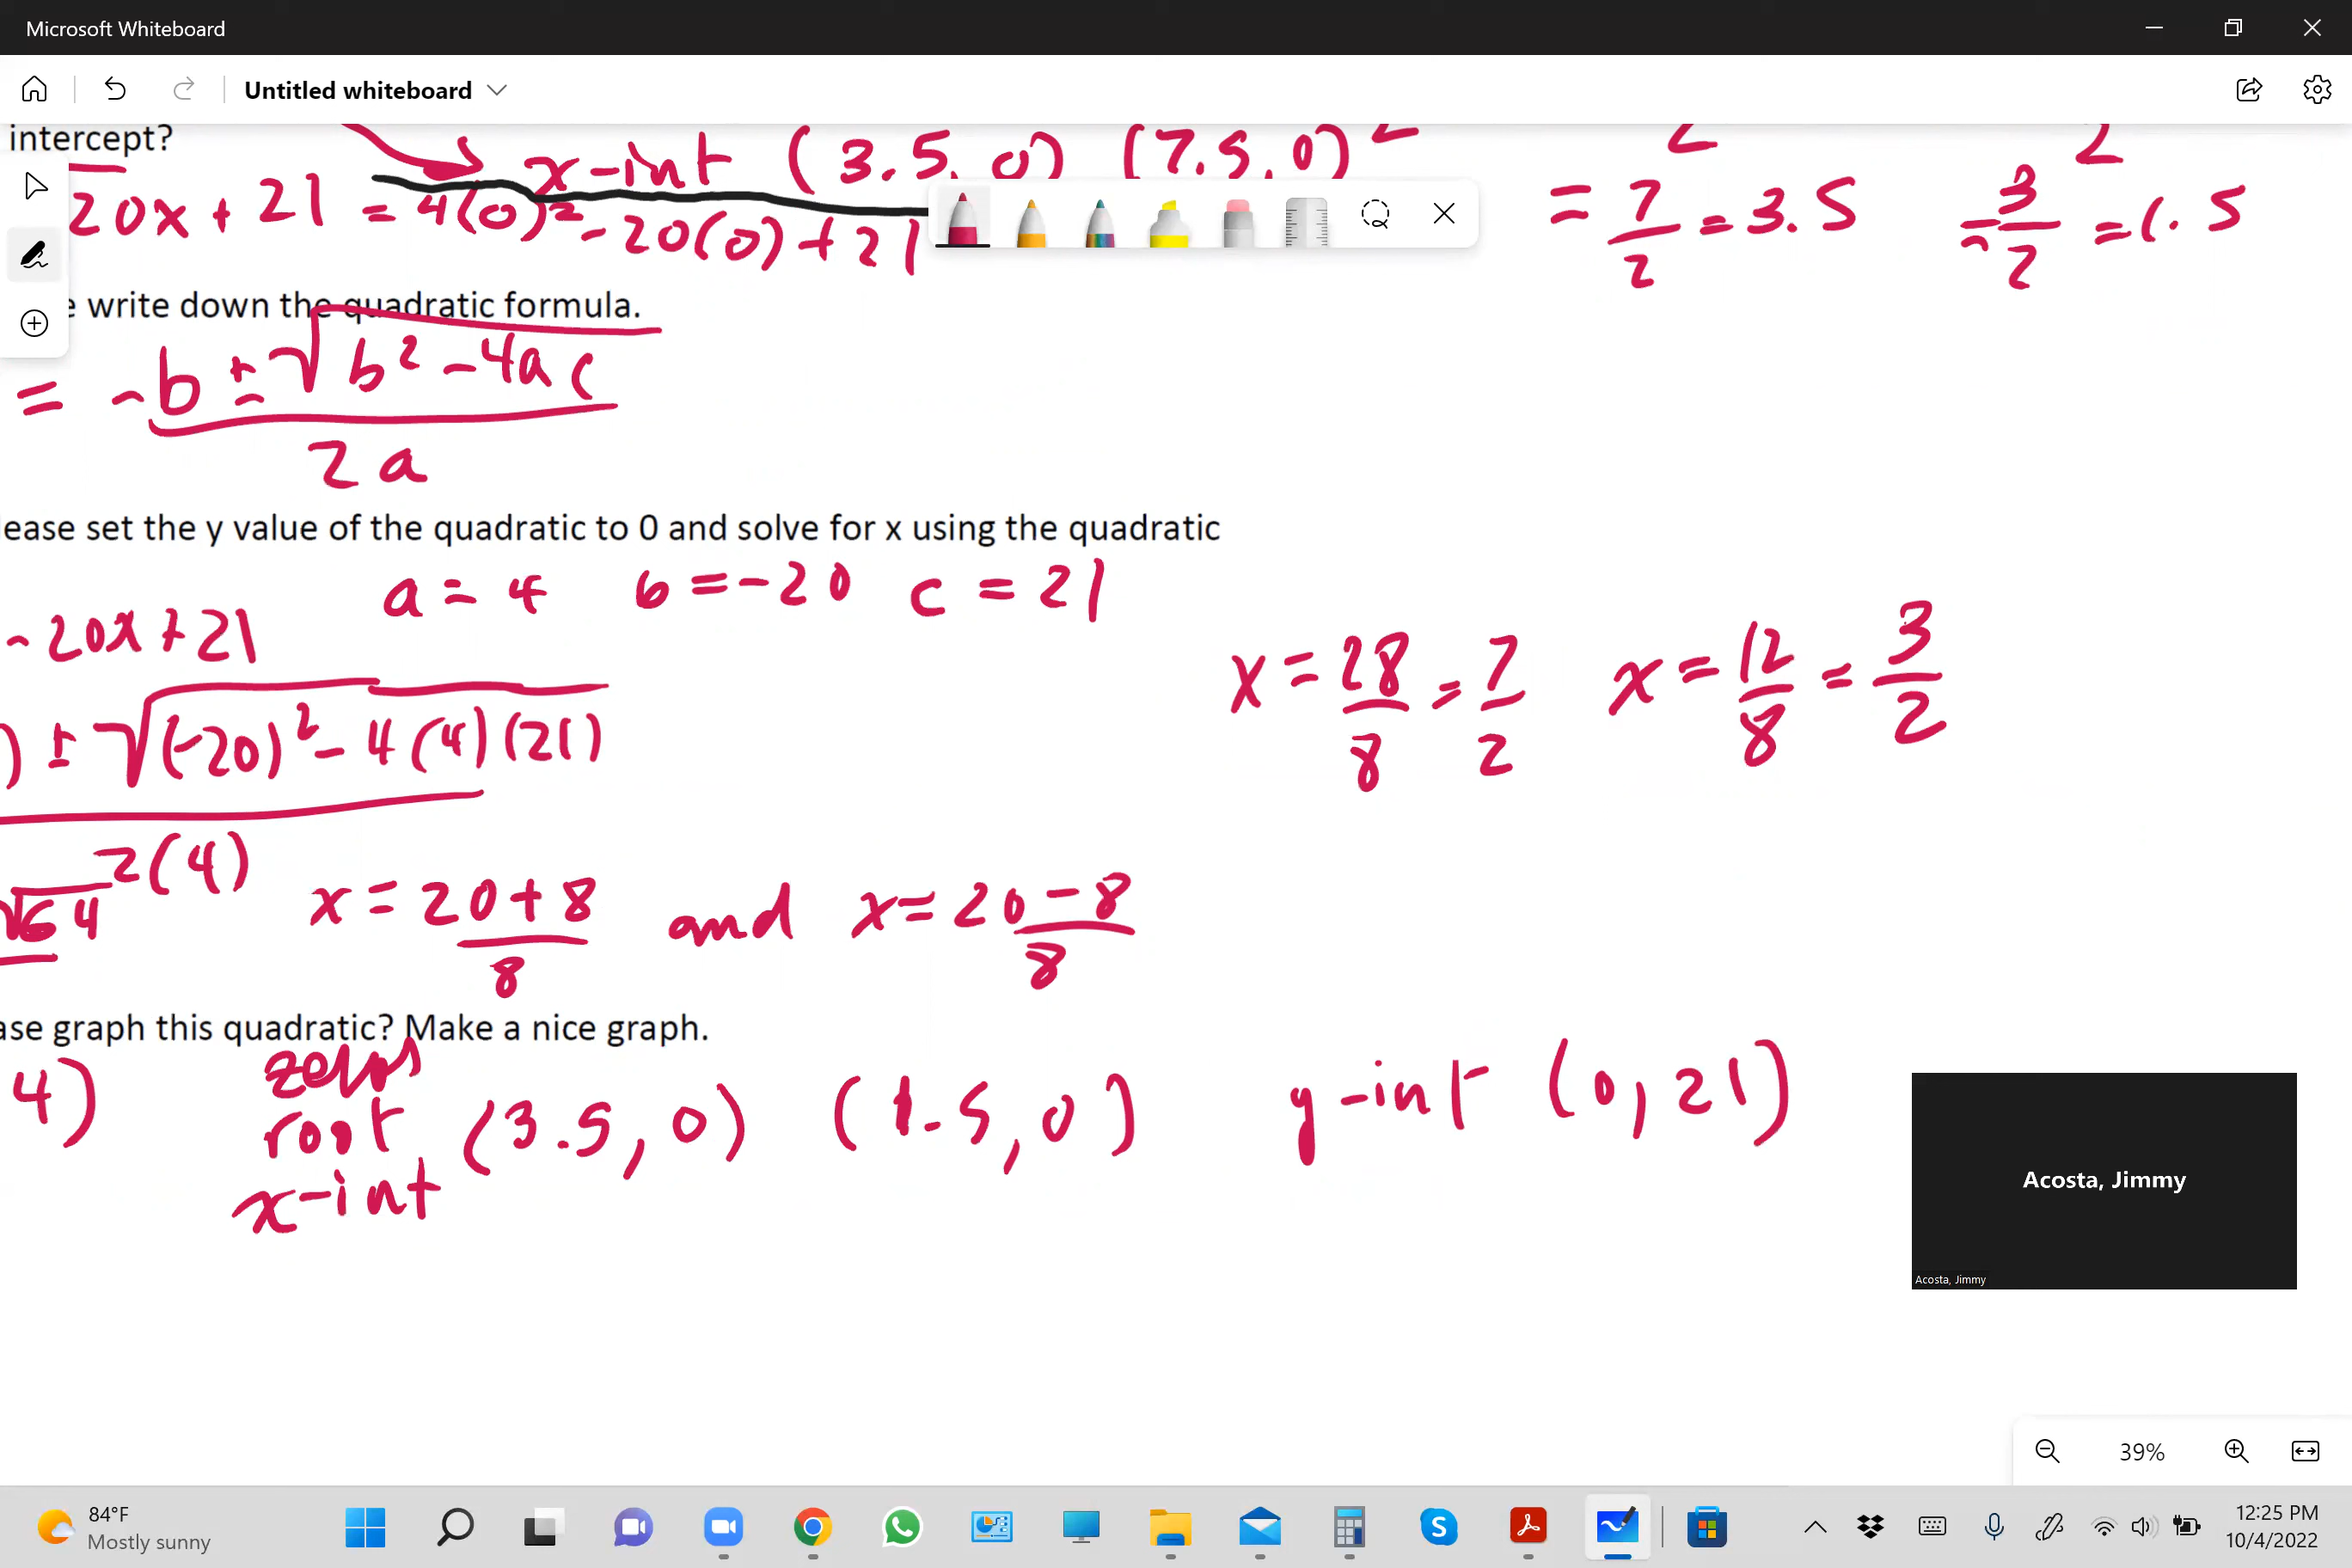 Microsoft Whiteboard
Untitled whiteboard
intercept?
x-int (3.5, 0) (7.5, 0)
20x + 21 = 4(0)² - 20(0) + 21
= 7/2 = 3.5
3/2 = 1.5
e write down the quadratic formula.
= -b ± √b² - 4ac
2a
lease set the y value of the quadratic to 0 and solve for x using the quadratic
a = 4 b = -20 c = 21
- 20x + 21
x = 28/8 = 7/2 x = 12/8 = 3/2
) ± √(-20)² - 4(4)(21)
2(4)
√64
x = 20 + 8 and x = 20 - 8
8 8
ase graph this quadratic? Make a nice graph.
4)
zeros
root (3.5, 0) (1.5, 0) y-int (0, 21)
x-int
Acosta, Jimmy
Acosta, Jimmy
39%
84°F
Mostly sunny
12:25 PM
10/4/2022